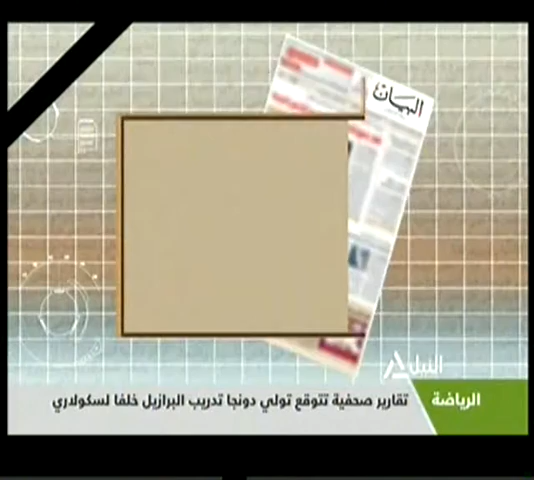 البيان
النيل
الرياضة
تقارير صحفية تتوقع تولي دونجا تدريب البرازيل خلفا لسكولاري